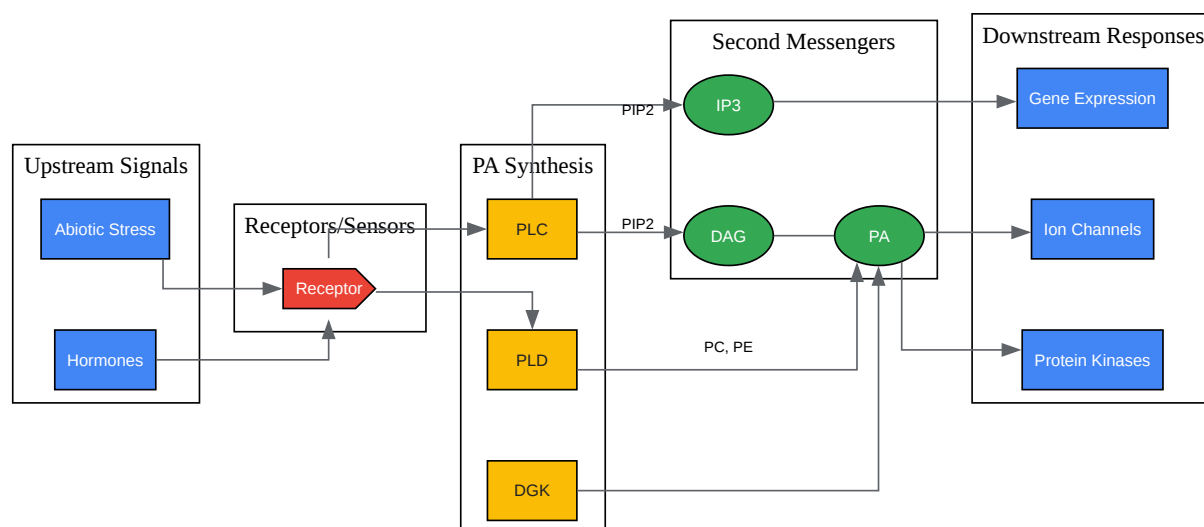 Upstream Signals
Abiotic Stress
Hormones
Receptors/Sensors
Receptor
PA Synthesis
PLC
PLD
DGK
PIP2
PIP2
PC, PE
Second Messengers
IP3
DAG
PA
Downstream Responses
Gene Expression
Ion Channels
Protein Kinases